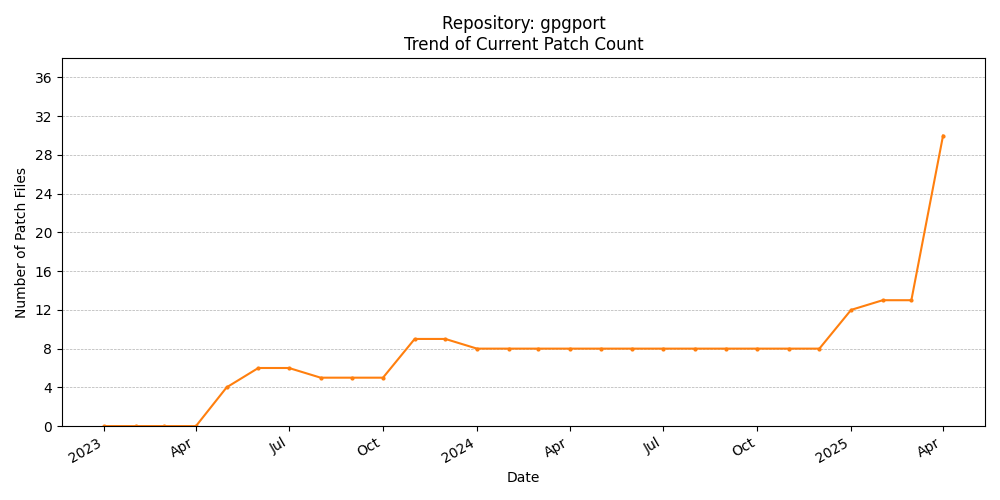 Repository: gpgport
Trend of Current Patch Count
Number of Patch Files
36
32
28
24
20
16
12
8
4
0
2023
Apr
Jul
Oct
2024
Apr
Jul
Oct
2025
Apr
Date